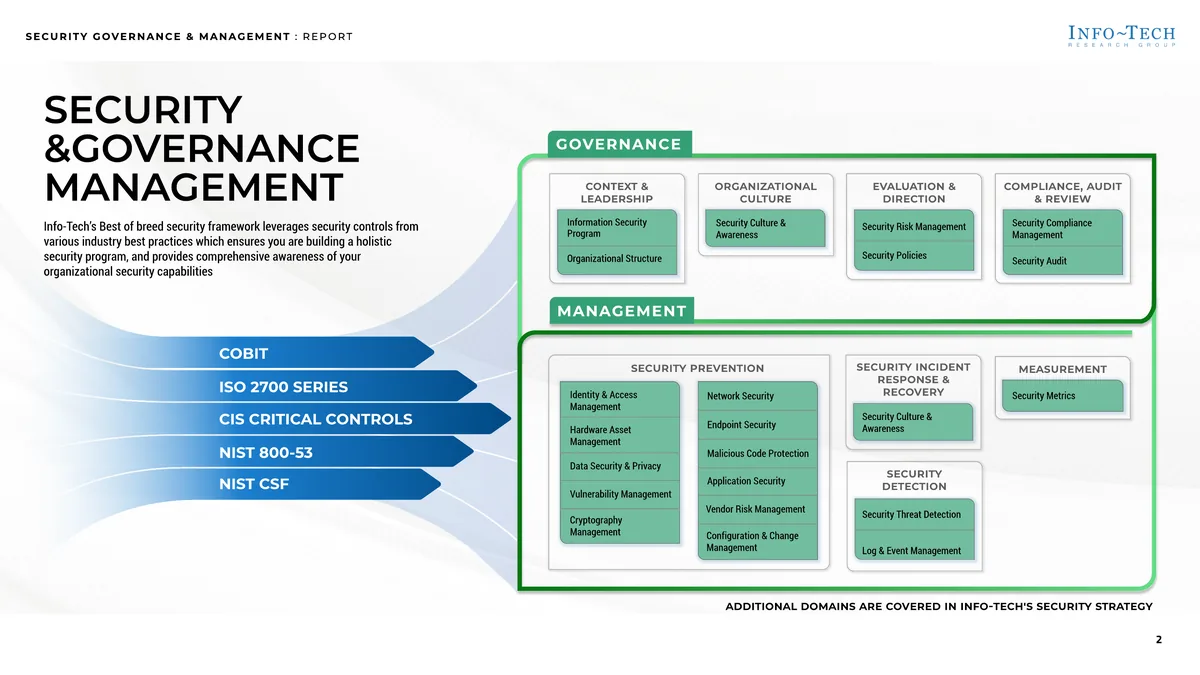 SECURITY GOVERNANCE & MANAGEMENT : REPORT
INFO~TECH
RESEARCH GROUP
SECURITY
&GOVERNANCE
MANAGEMENT
Info-Tech's Best of breed security framework leverages security controls from
various industry best practices which ensures you are building a holistic
security program, and provides comprehensive awareness of your
organizational security capabilities
COBIT
ISO 2700 SERIES
CIS CRITICAL CONTROLS
NIST 800-53
NIST CSF
GOVERNANCE
CONTEXT &
LEADERSHIP
Information Security
Program
Organizational Structure
ORGANIZATIONAL
CULTURE
Security Culture &
Awareness
EVALUATION &
DIRECTION
Security Risk Management
Security Policies
COMPLIANCE, AUDIT
& REVIEW
Security Compliance
Management
Security Audit
MANAGEMENT
SECURITY PREVENTION
Identity & Access
Management
Hardware Asset
Management
Data Security & Privacy
Vulnerability Management
Cryptography
Management
Network Security
Endpoint Security
Malicious Code Protection
Application Security
Vendor Risk Management
Configuration & Change
Management
SECURITY INCIDENT
RESPONSE &
RECOVERY
Security Culture &
Awareness
SECURITY
DETECTION
Security Threat Detection
Log & Event Management
MEASUREMENT
Security Metrics
ADDITIONAL DOMAINS ARE COVERED IN INFO-TECH'S SECURITY STRATEGY
2